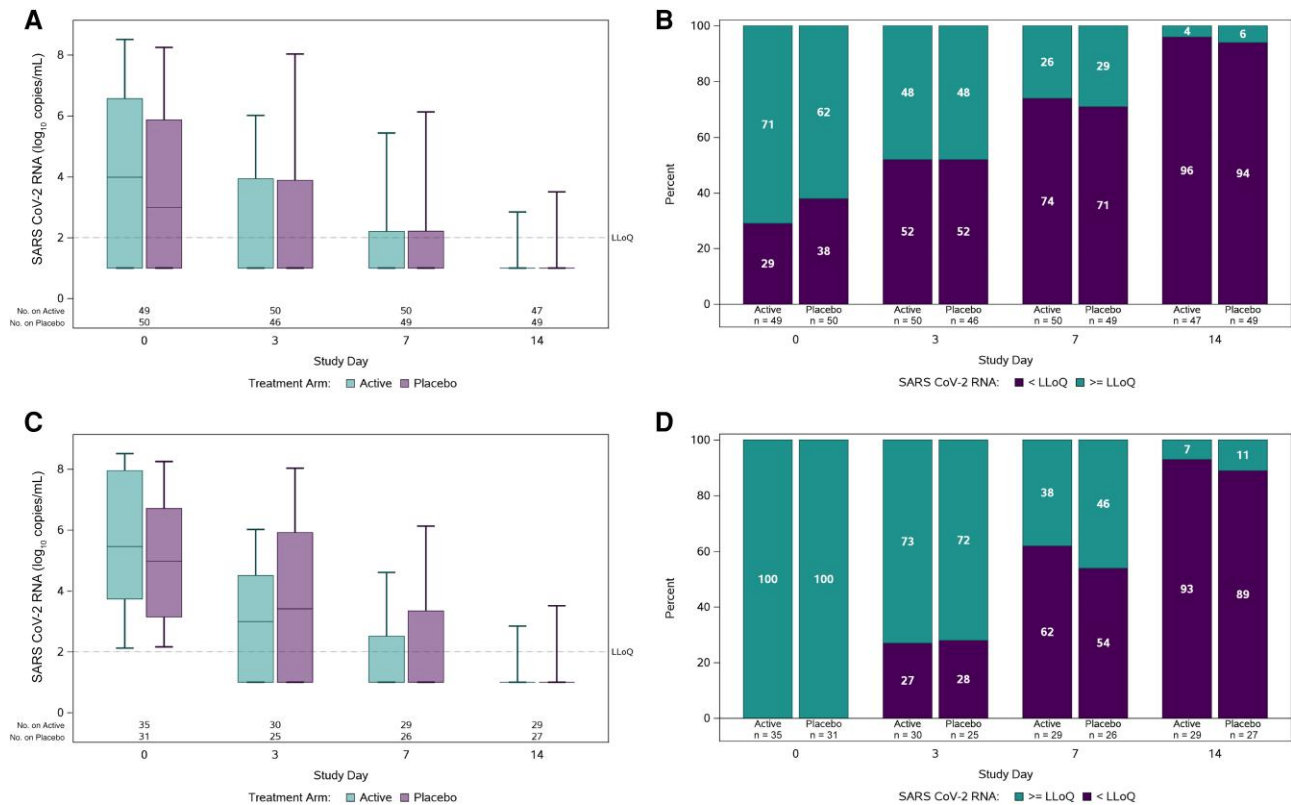 A
SARS CoV-2 RNA (log10 copies/mL)
8
6
4
2
0
LLoQ
No. on Active 49 50 50 47
No. on Placebo 50 46 49 49
0 3 7 14
Study Day
Treatment Arm: Active Placebo
B
Percent
100
80
60
40
20
0
71 62 48 48 26 29 4 6
29 38 52 52 74 71 96 94
Active Placebo Active Placebo Active Placebo Active Placebo
n = 49 n = 50 n = 50 n = 46 n = 50 n = 49 n = 47 n = 49
0 3 7 14
Study Day
SARS CoV-2 RNA: < LLoQ >= LLoQ
C
SARS CoV-2 RNA (log10 copies/mL)
8
6
4
2
0
LLoQ
No. on Active 35 30 29 29
No. on Placebo 31 25 26 27
0 3 7 14
Study Day
Treatment Arm: Active Placebo
D
Percent
100
80
60
40
20
0
100 100 73 72 38 46 7 11
27 28 62 54 93 89
Active Placebo Active Placebo Active Placebo Active Placebo
n = 35 n = 31 n = 30 n = 25 n = 29 n = 26 n = 29 n = 27
0 3 7 14
Study Day
SARS CoV-2 RNA: >= LLoQ < LLoQ